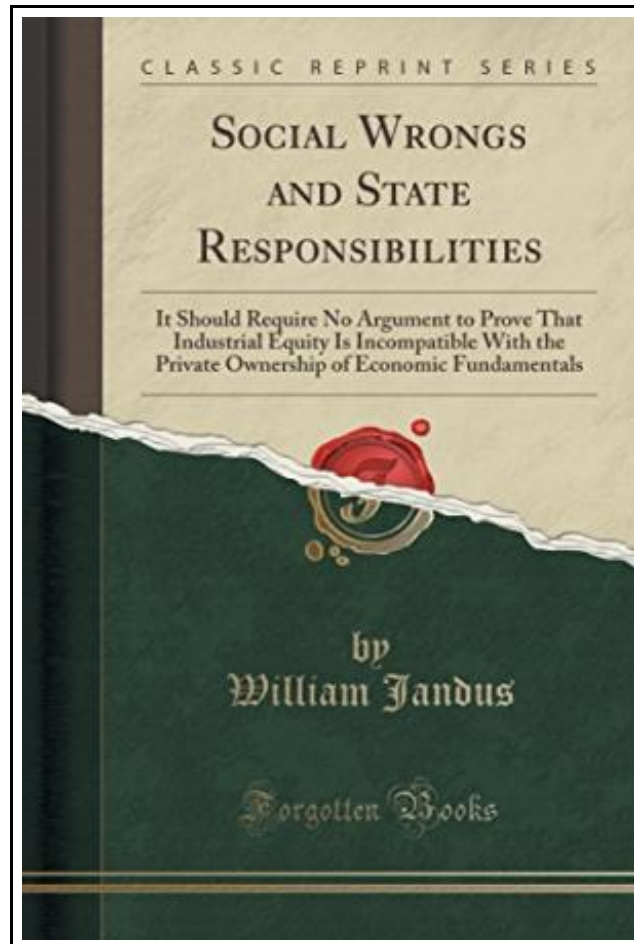 CLASSIC REPRINT SERIES
SOCIAL WRONGS
AND STATE
RESPONSIBILITIES
It Should Require No Argument to Prove That
Industrial Equity Is Incompatible With the
Private Ownership of Economic Fundamentals
by
William Jandus
Forgotten Books